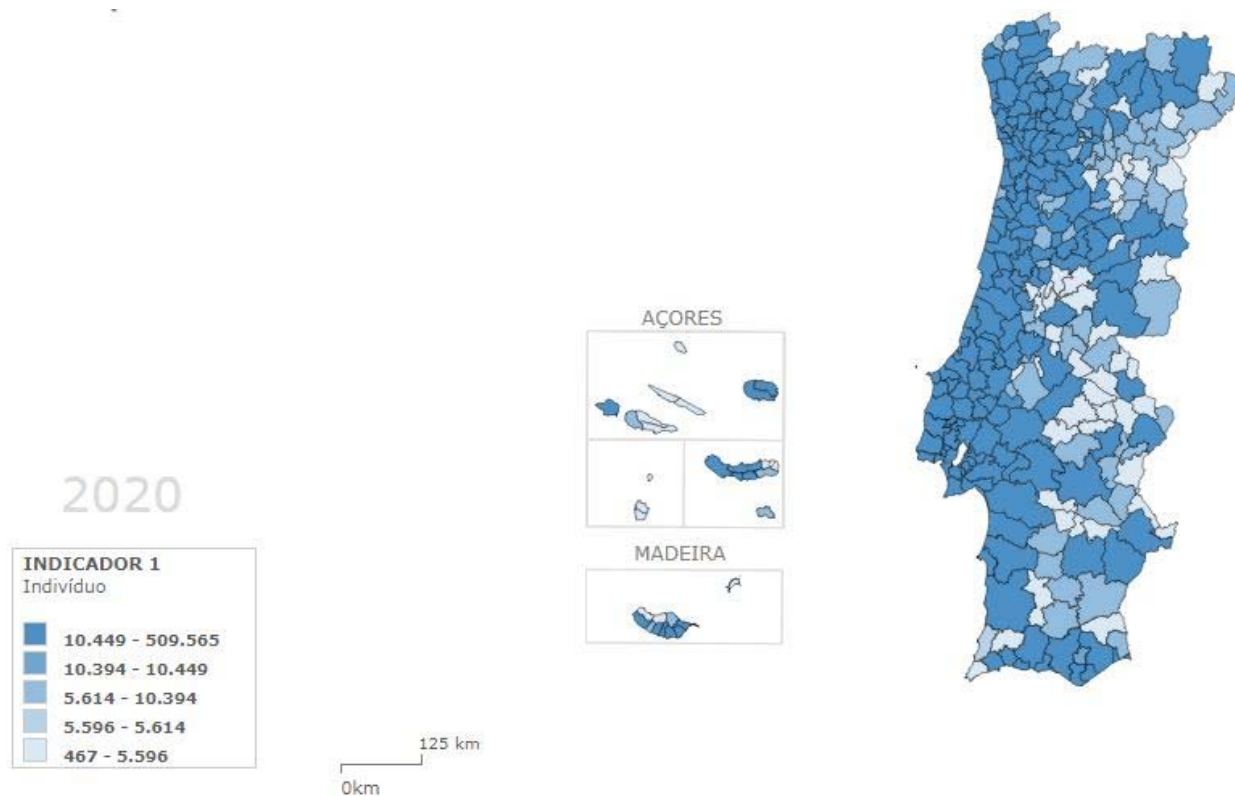 AÇORES
2020
MADEIRA
INDICADOR 1
Indivíduo
10.449 - 509.565
10.394 - 10.449
5.614 - 10.394
5.596 - 5.614
467 - 5.596
125 km
0km